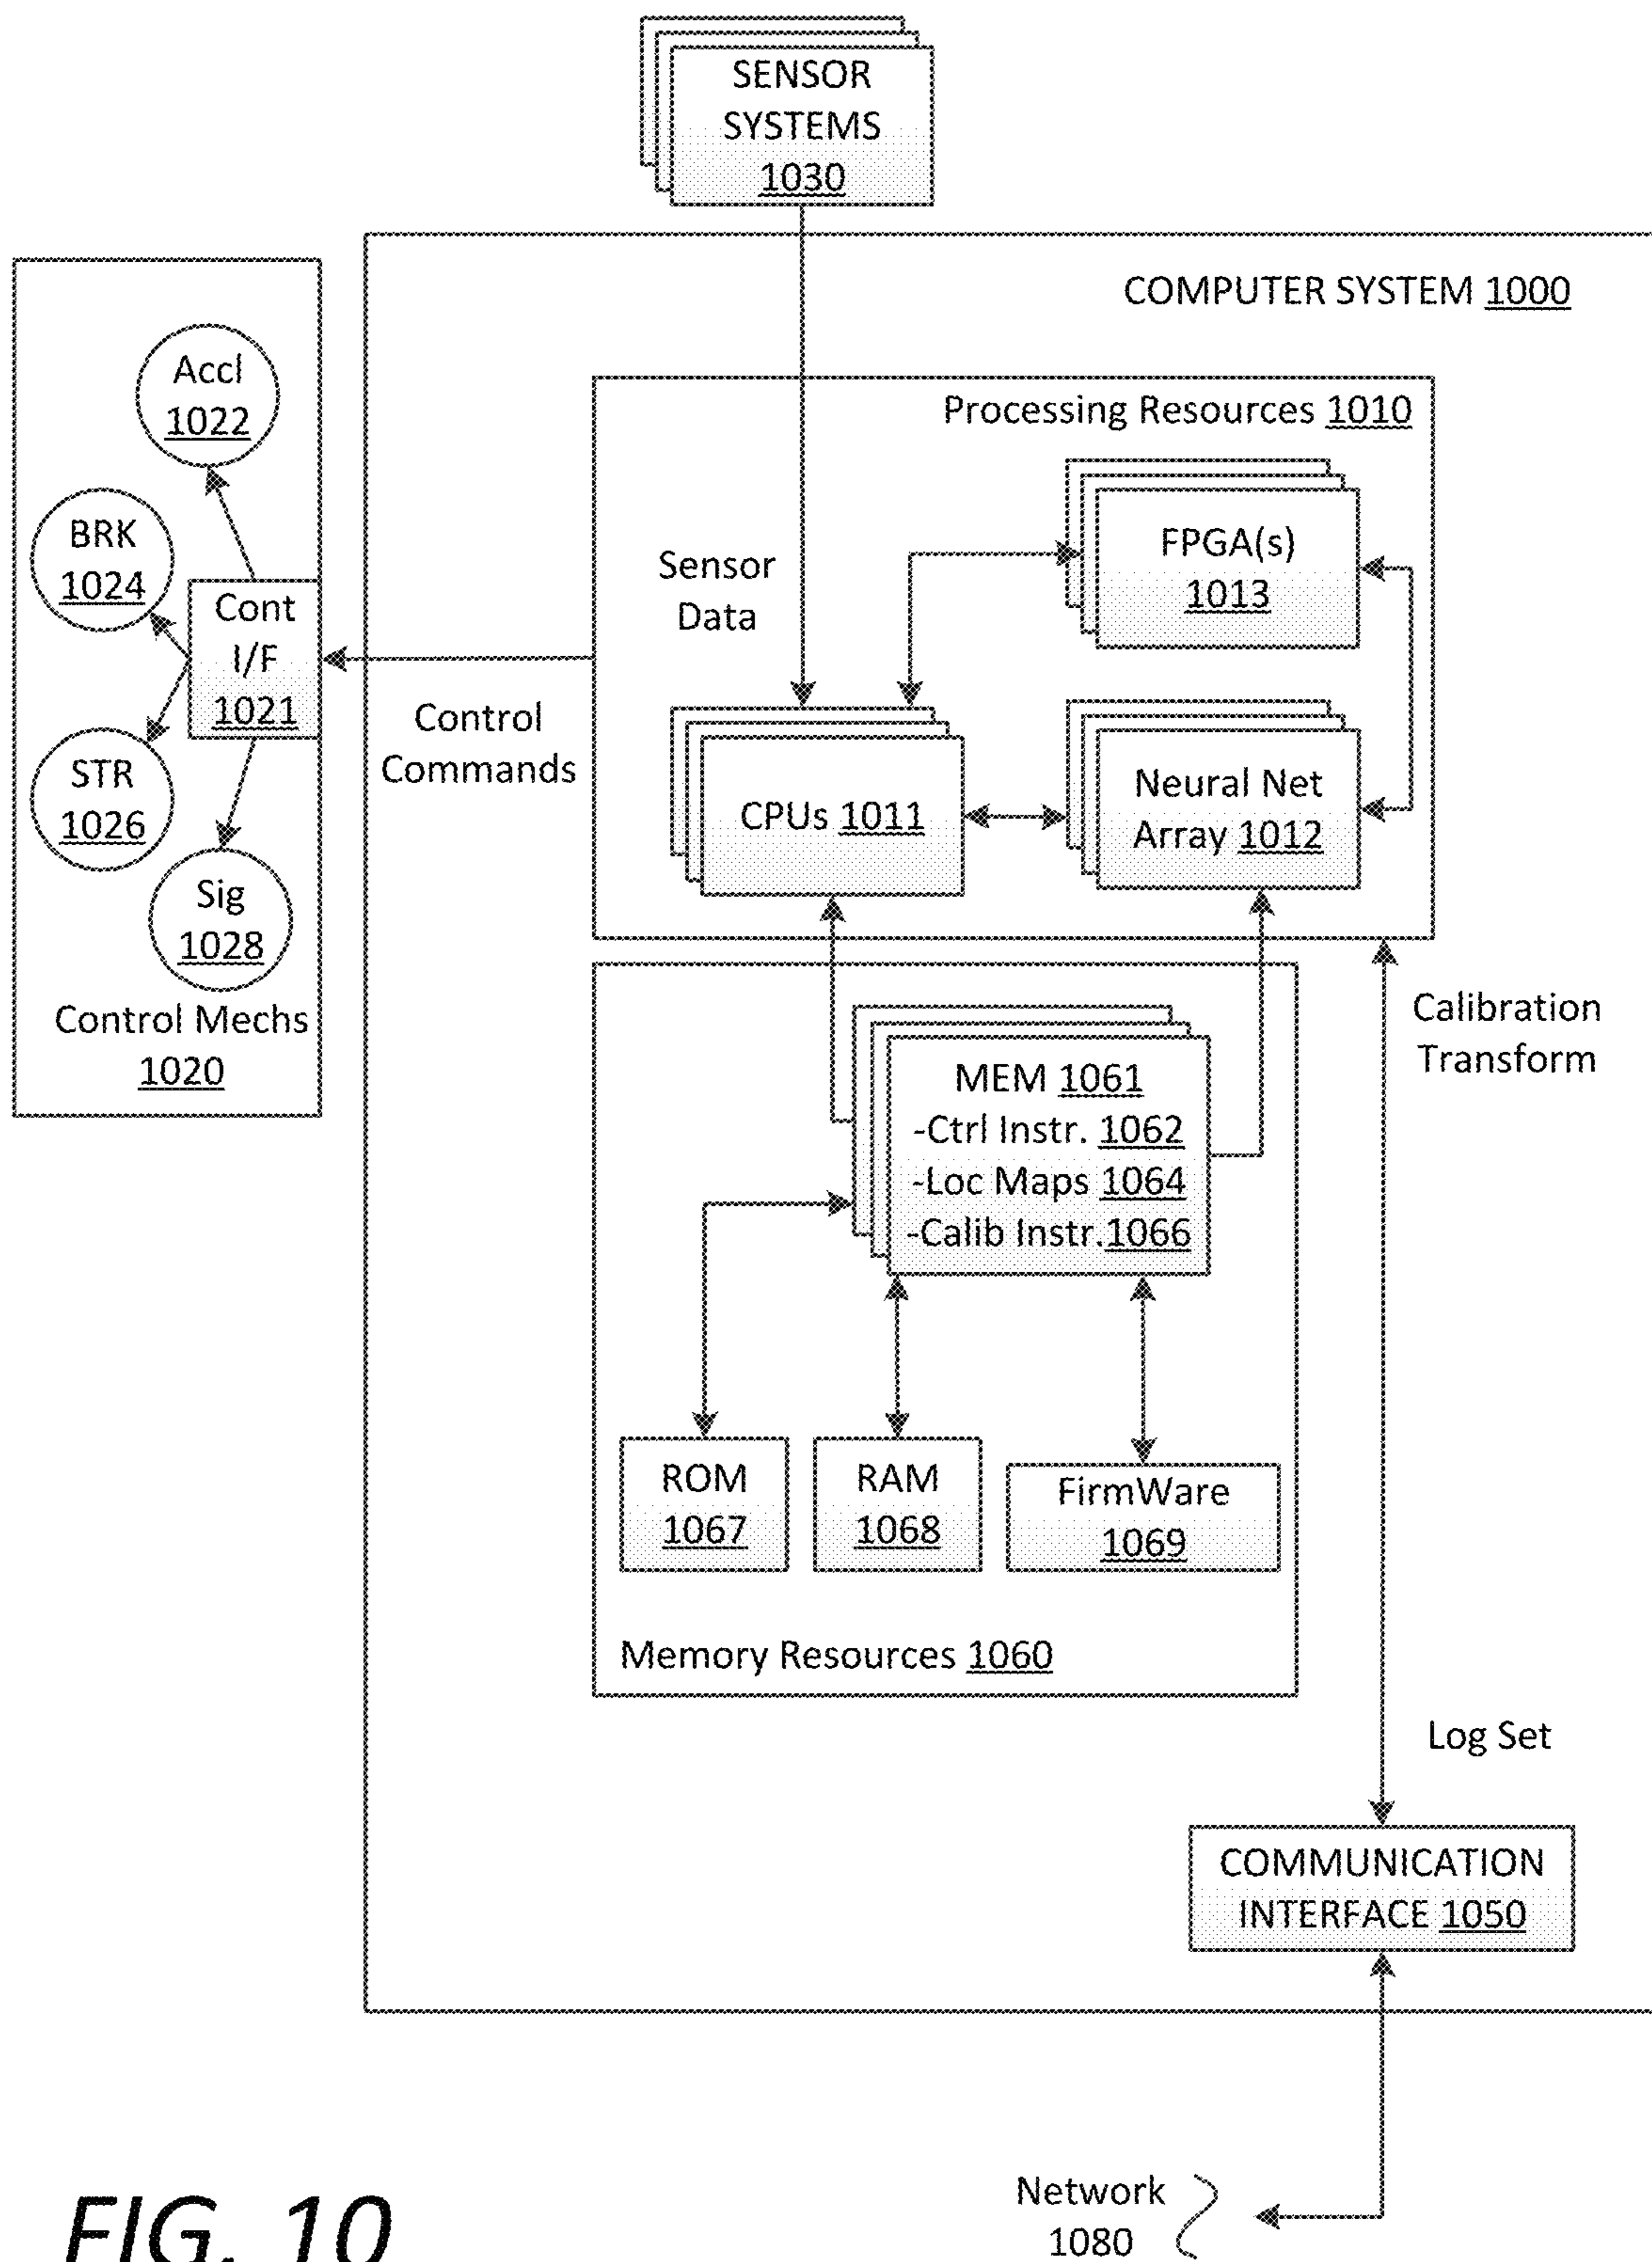 SENSOR
SYSTEMS
1030
COMPUTER SYSTEM 1000
Accl
1022
BRK
1024
Cont
I/F
1021
STR
1026
Sig
1028
Control Mechs
1020
Control
Commands
Sensor
Data
Processing Resources 1010
FPGA(s)
1013
CPUs 1011
Neural Net
Array 1012
Calibration
Transform
MEM 1061
-Ctrl Instr. 1062
-Loc Maps 1064
-Calib Instr.1066
ROM
1067
RAM
1068
FirmWare
1069
Memory Resources 1060
Log Set
COMMUNICATION
INTERFACE 1050
Network
1080
FIG. 10